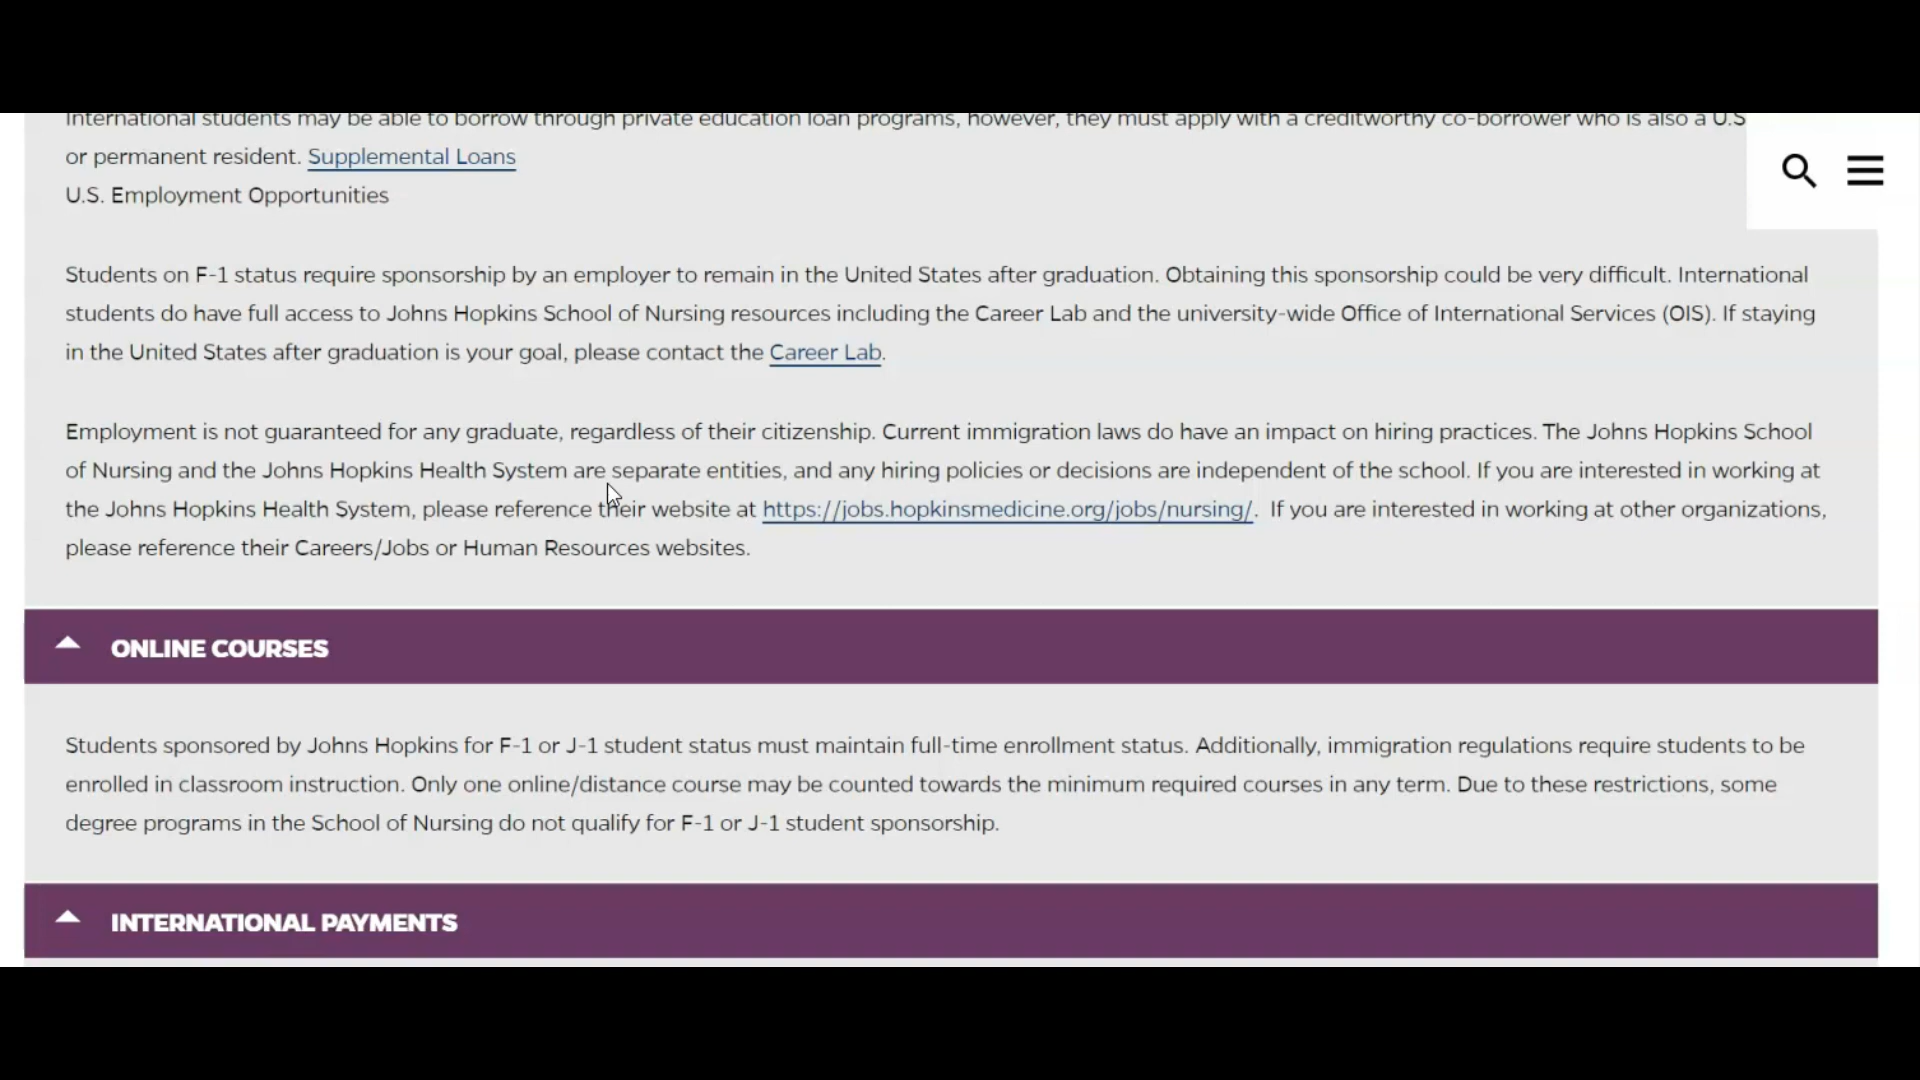 International students may be able to borrow through private education loan programs, however, they must apply with a creditworthy co-borrower who is also a U.S
or permanent resident. Supplemental Loans
U.S. Employment Opportunities
Students on F-1 status require sponsorship by an employer to remain in the United States after graduation. Obtaining this sponsorship could be very difficult. International
students do have full access to Johns Hopkins School of Nursing resources including the Career Lab and the university-wide Office of International Services (OIS). If staying
in the United States after graduation is your goal, please contact the Career Lab.
Employment is not guaranteed for any graduate, regardless of their citizenship. Current immigration laws do have an impact on hiring practices. The Johns Hopkins School
of Nursing and the Johns Hopkins Health System are separate entities, and any hiring policies or decisions are independent of the school. If you are interested in working at
the Johns Hopkins Health System, please reference their website at https://jobs.hopkinsmedicine.org/jobs/nursing/. If you are interested in working at other organizations,
please reference their Careers/Jobs or Human Resources websites.
ONLINE COURSES
Students sponsored by Johns Hopkins for F-1 or J-1 student status must maintain full-time enrollment status. Additionally, immigration regulations require students to be
enrolled in classroom instruction. Only one online/distance course may be counted towards the minimum required courses in any term. Due to these restrictions, some
degree programs in the School of Nursing do not qualify for F-1 or J-1 student sponsorship.
INTERNATIONAL PAYMENTS